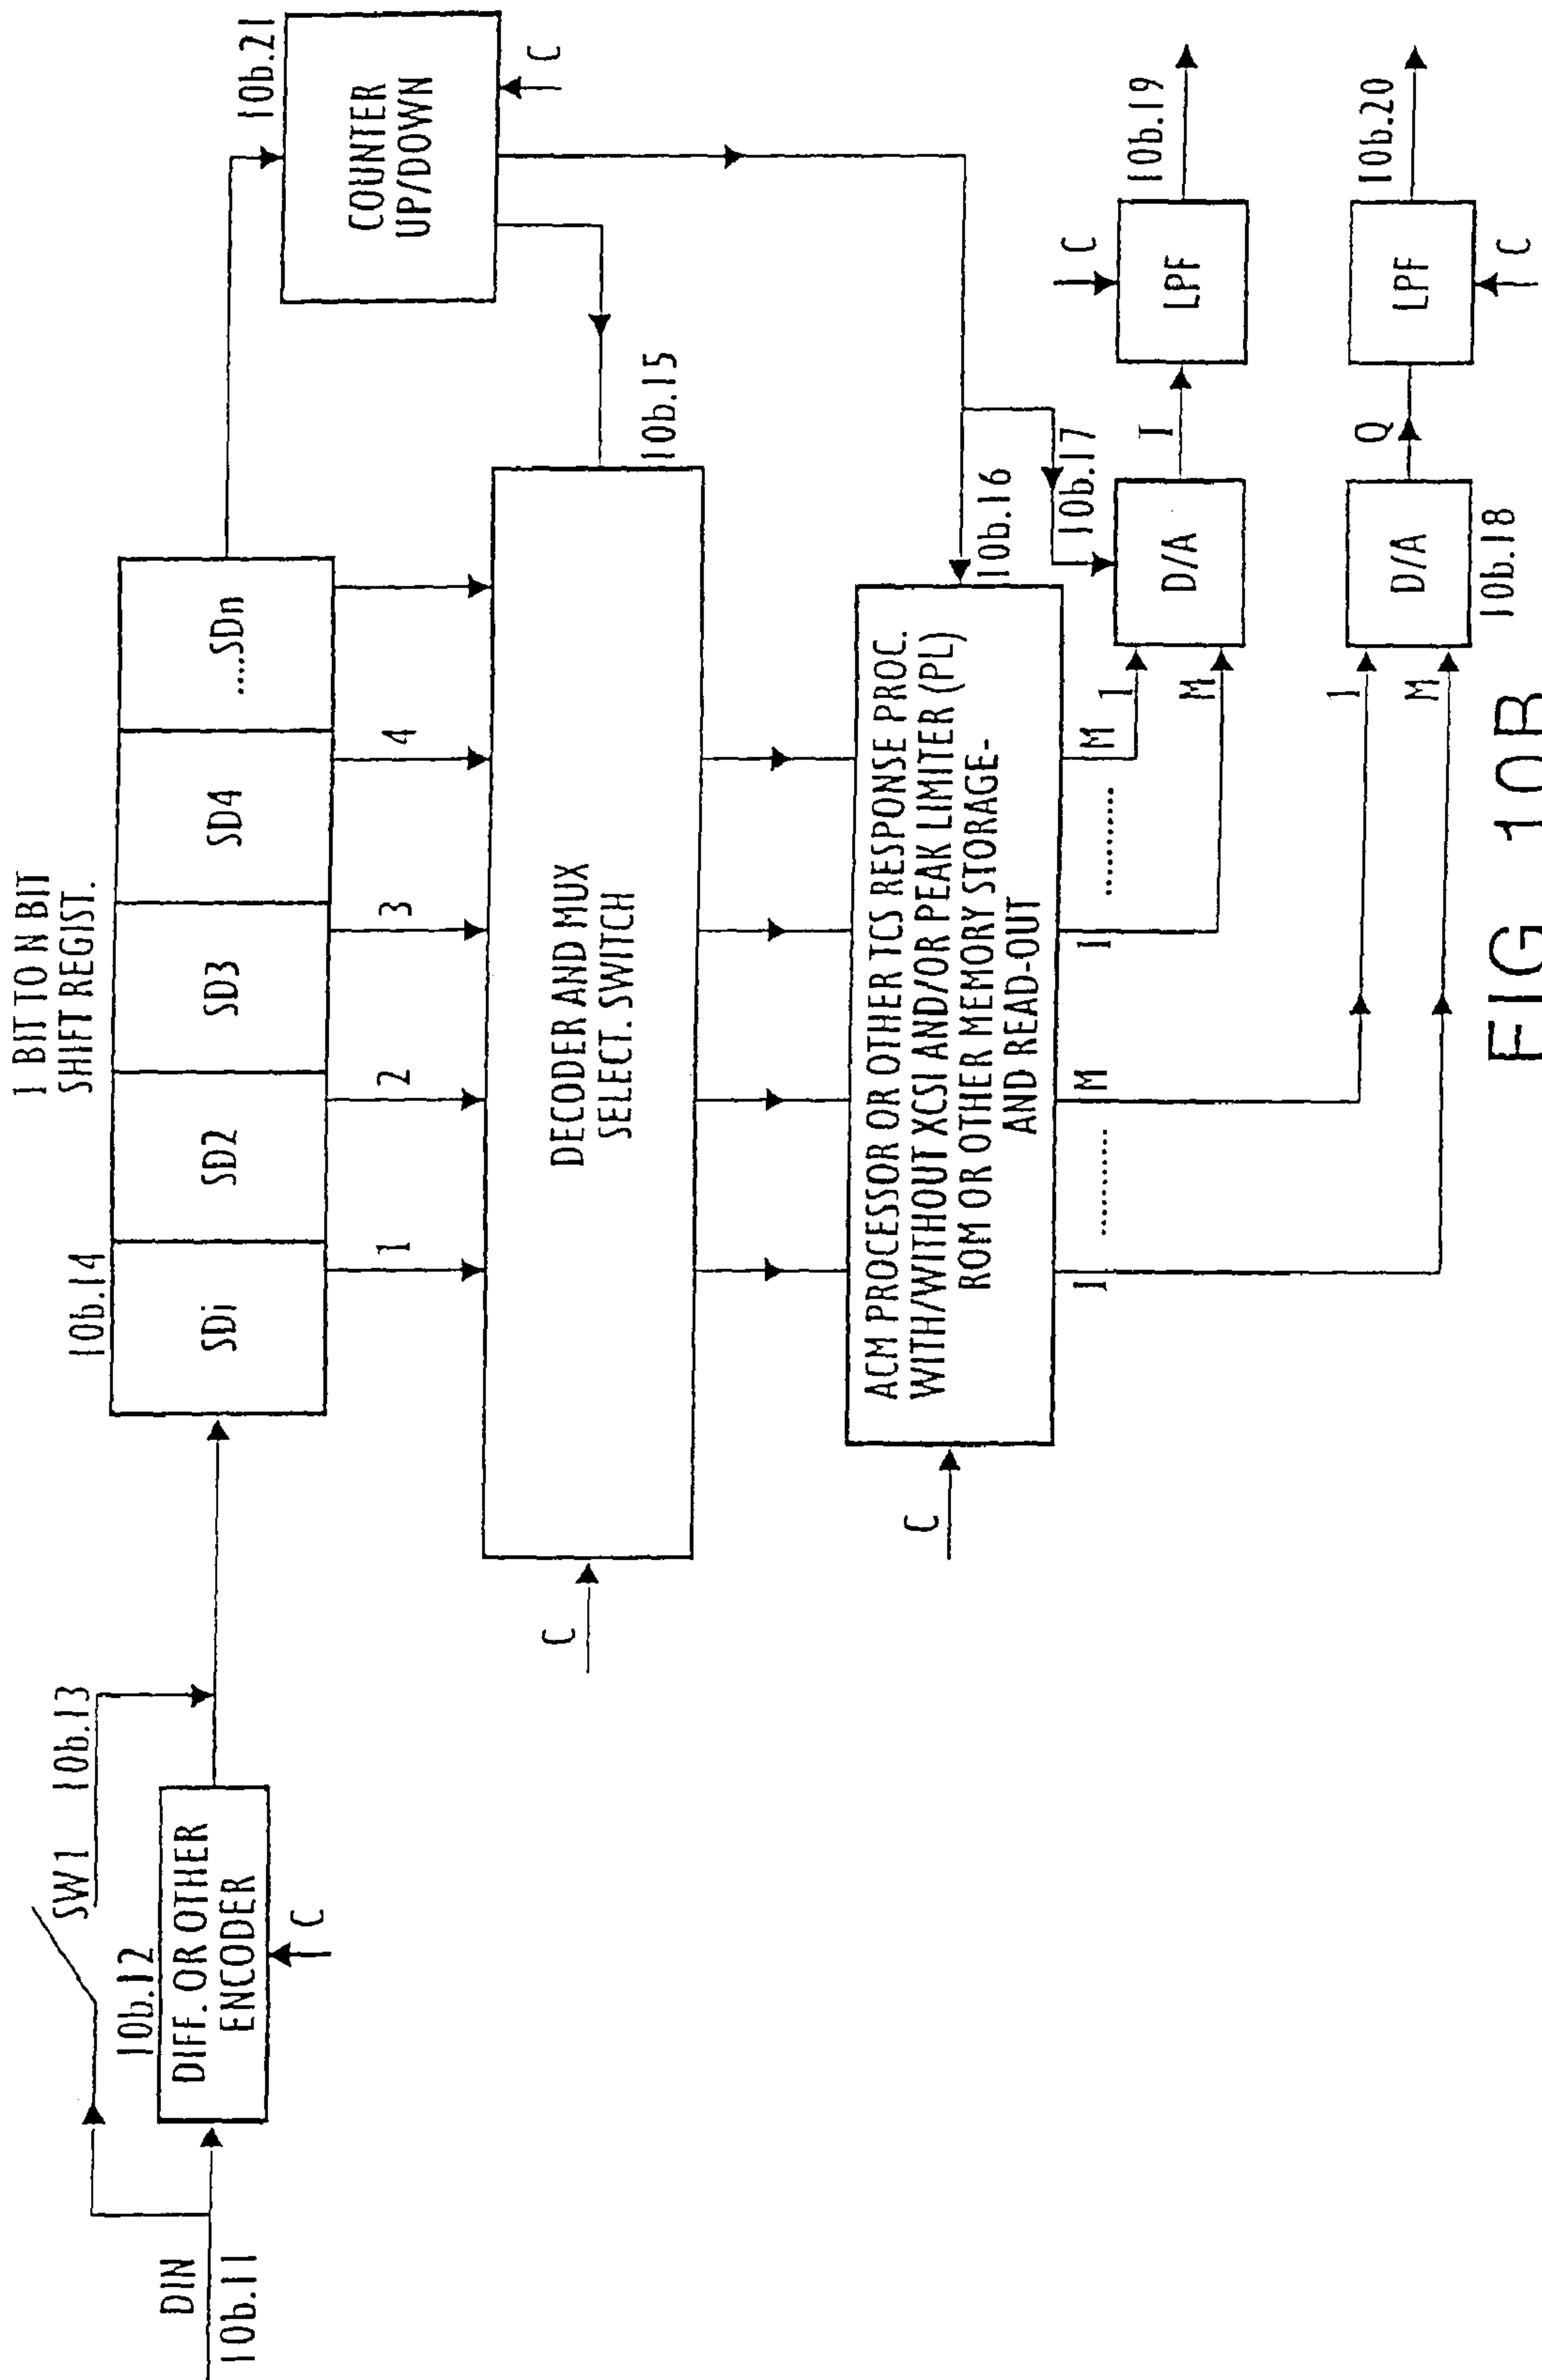 DIN
10b.11
SW1 10b.13
10b.12
DIFF. OR OTHER
ENCODER
C
1 BIT TO N BIT
SHIFT REGIST.
10b.14
SDi
SD2
SD3
SD4
.....SDn
10b.21
COUNTER
UP/DOWN
C
1
2
3
4
10b.15
DECODER AND MUX
SELECT. SWITCH
C
10b.16
ACM PROCESSOR OR OTHER TCS RESPONSE PROC.
WITH/WITHOUT XCSI AND/OR PEAK LIMITER (PL)
ROM OR OTHER MEMORY STORAGE-
AND READ-OUT
C
1 .......... M
1 .......... M
1
M
10b.17
D/A
I
C
LPF
10b.19
1
M
D/A
10b.18
Q
LPF
C
10b.20
FIG 10B